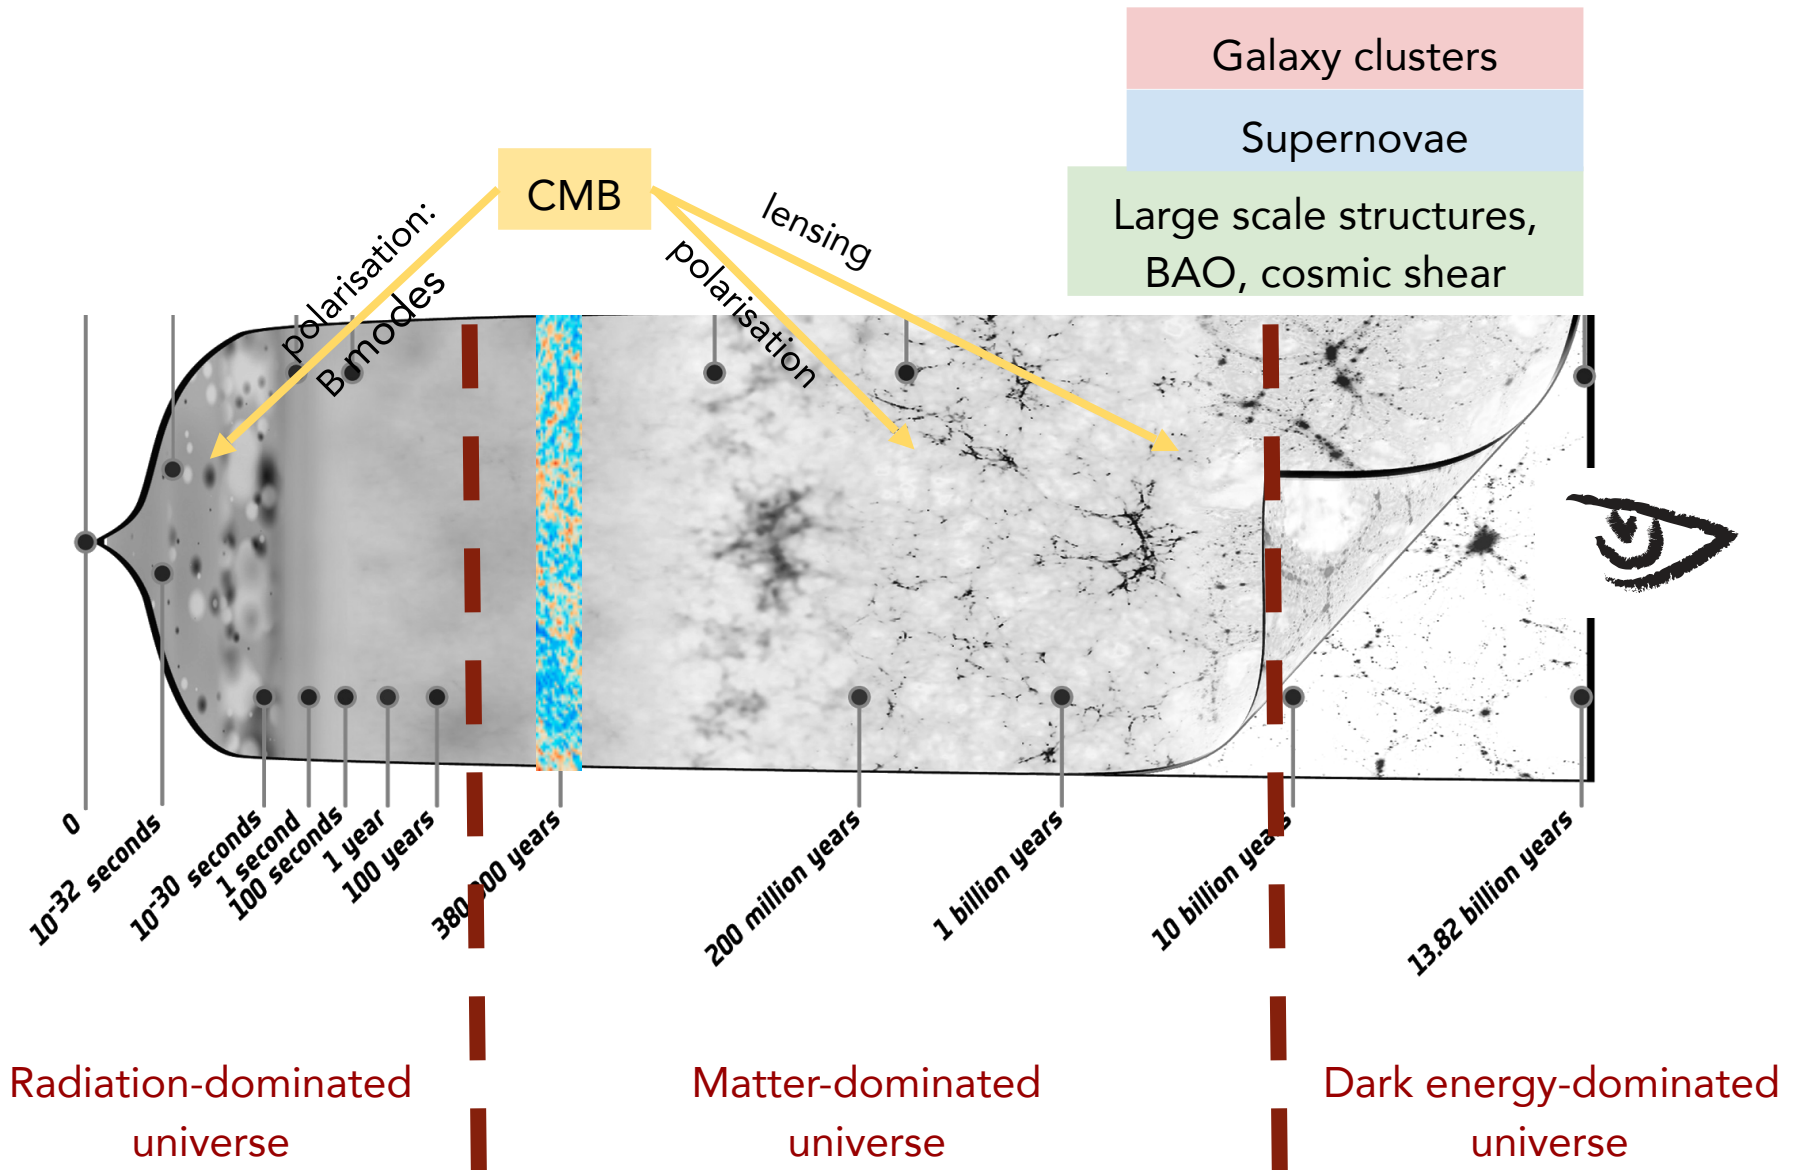 Galaxy clusters
Supernovae
Large scale structures,
BAO, cosmic shear
CMB
polarisation:
B modes
lensing
polarisation
0
10-32 seconds
10-30 seconds
1 second
100 seconds
1 year
100 years
380 000 years
200 million years
1 billion years
10 billion years
13.82 billion years
Radiation-dominated
universe
Matter-dominated
universe
Dark energy-dominated
universe